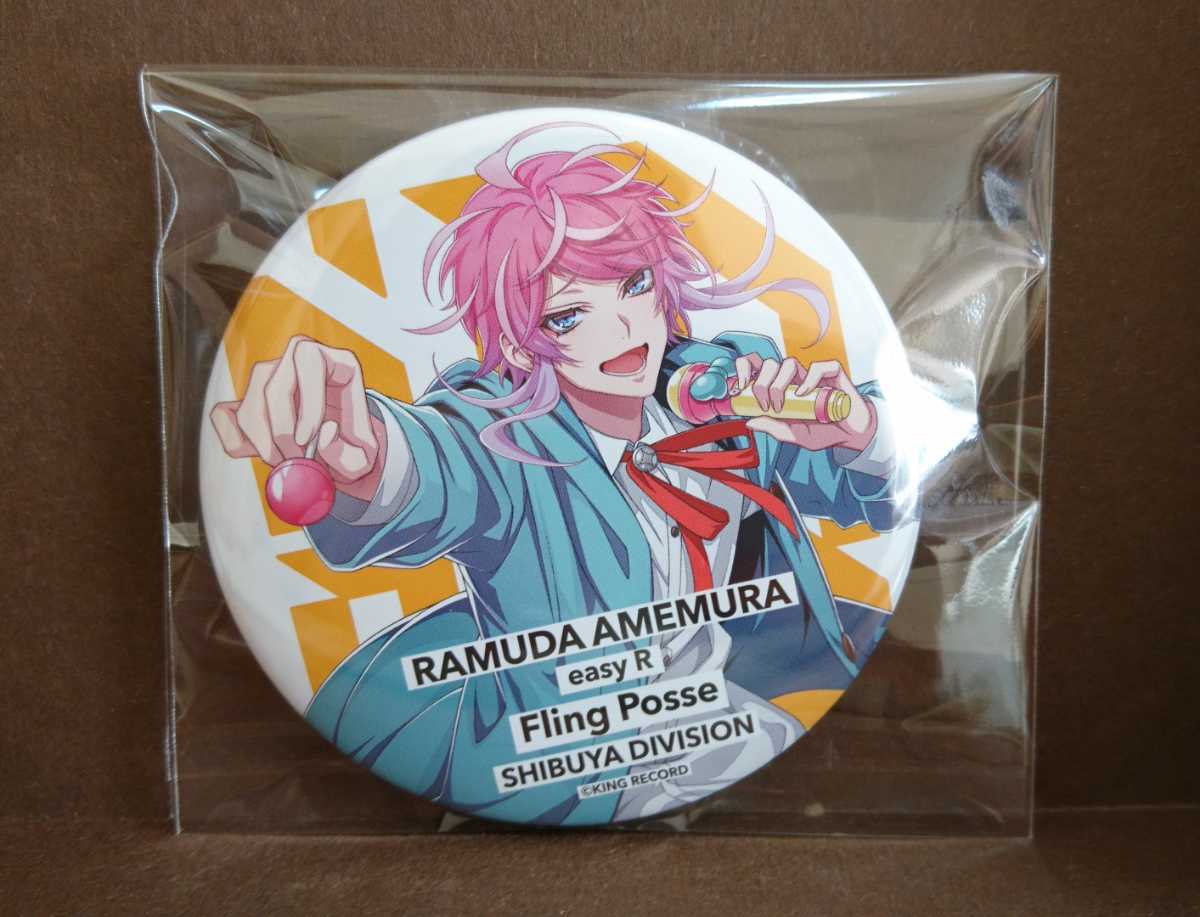 RAMUDA AMEMURA
easy R
Fling Posse
SHIBUYA DIVISION
©KING RECORD